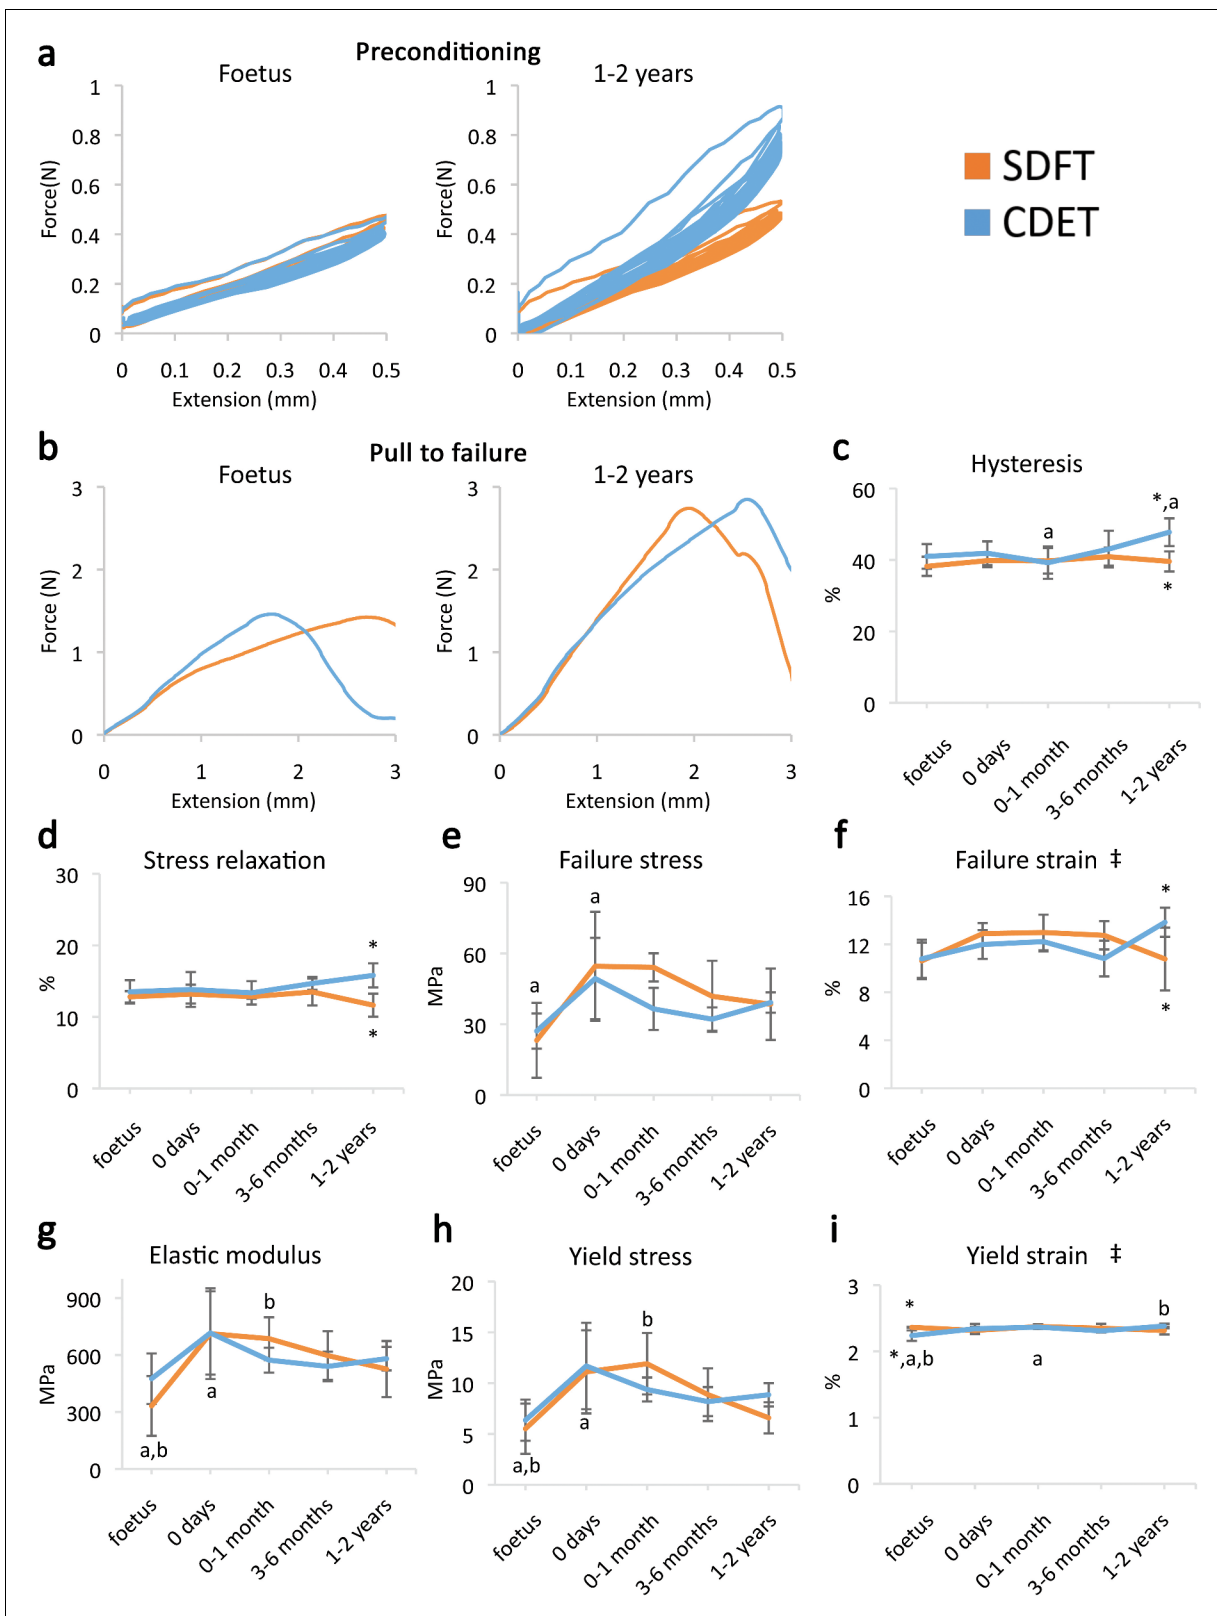 a
Preconditioning
Foetus
1-2 years
1
0.8
0.6
0.4
0.2
0
Force(N)
0 0.1 0.2 0.3 0.4 0.5
Extension (mm)
1
0.8
0.6
0.4
0.2
0
Force(N)
0 0.1 0.2 0.3 0.4 0.5
Extension (mm)
SDFT
CDET
b
Pull to failure
Foetus
1-2 years
3
2
1
0
Force (N)
0 1 2 3
Extension (mm)
3
2
1
0
Force (N)
0 1 2 3
Extension (mm)
c
Hysteresis
60
40
20
0
%
a
*,a
*
foetus
0 days
0-1 month
3-6 months
1-2 years
d
Stress relaxation
30
20
10
0
%
*
*
foetus
0 days
0-1 month
3-6 months
1-2 years
e
Failure stress
90
60
30
0
MPa
a
a
foetus
0 days
0-1 month
3-6 months
1-2 years
f
Failure strain ‡
16
12
8
4
0
%
*
*
foetus
0 days
0-1 month
3-6 months
1-2 years
g
Elastic modulus
900
600
300
0
MPa
a,b
a
b
foetus
0 days
0-1 month
3-6 months
1-2 years
h
Yield stress
20
15
10
5
0
MPa
a,b
a
b
foetus
0 days
0-1 month
3-6 months
1-2 years
i
Yield strain ‡
3
2
1
0
%
*
*,a,b
a
b
foetus
0 days
0-1 month
3-6 months
1-2 years